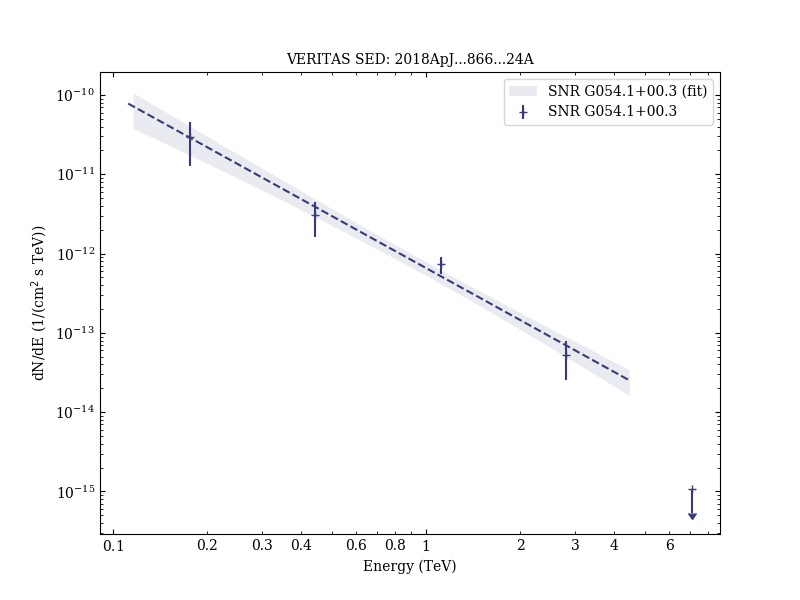 VERITAS SED: 2018ApJ...866...24A
SNR G054.1+00.3 (fit)
SNR G054.1+00.3
dN/dE (1/(cm² s TeV))
10⁻¹⁰
10⁻¹¹
10⁻¹²
10⁻¹³
10⁻¹⁴
10⁻¹⁵
0.1 0.2 0.3 0.4 0.6 0.8 1 2 3 4 6
Energy (TeV)